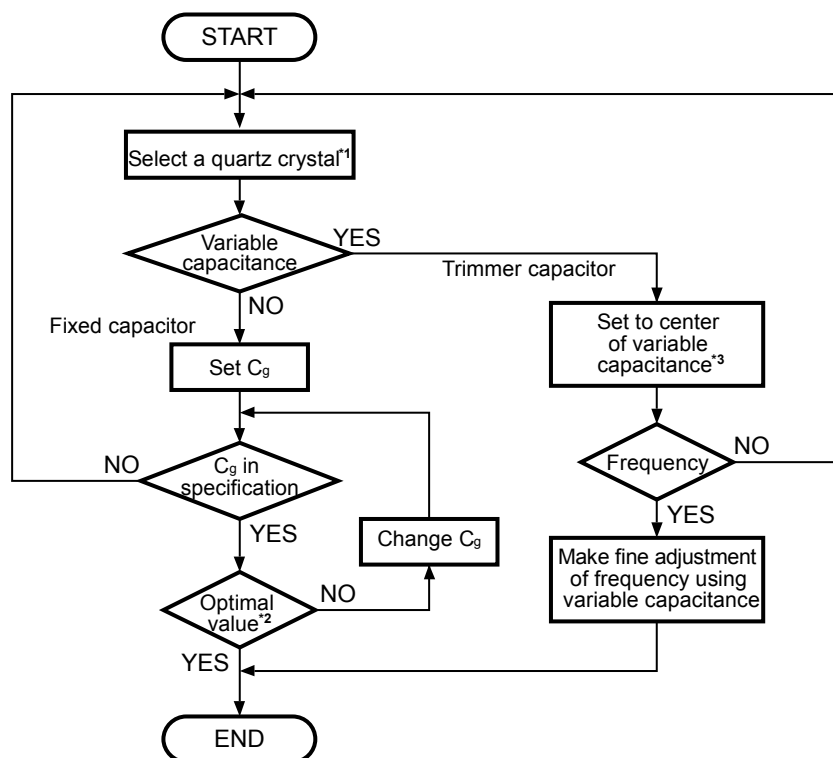 START
Select a quartz crystal*1
Variable
capacitance
YES
Trimmer capacitor
NO
Fixed capacitor
Set Cg
Set to center
of variable
capacitance*3
Cg in
specification
NO
YES
Frequency
NO
YES
Change Cg
Make fine adjustment
of frequency using
variable capacitance
Optimal
value*2
NO
YES
END